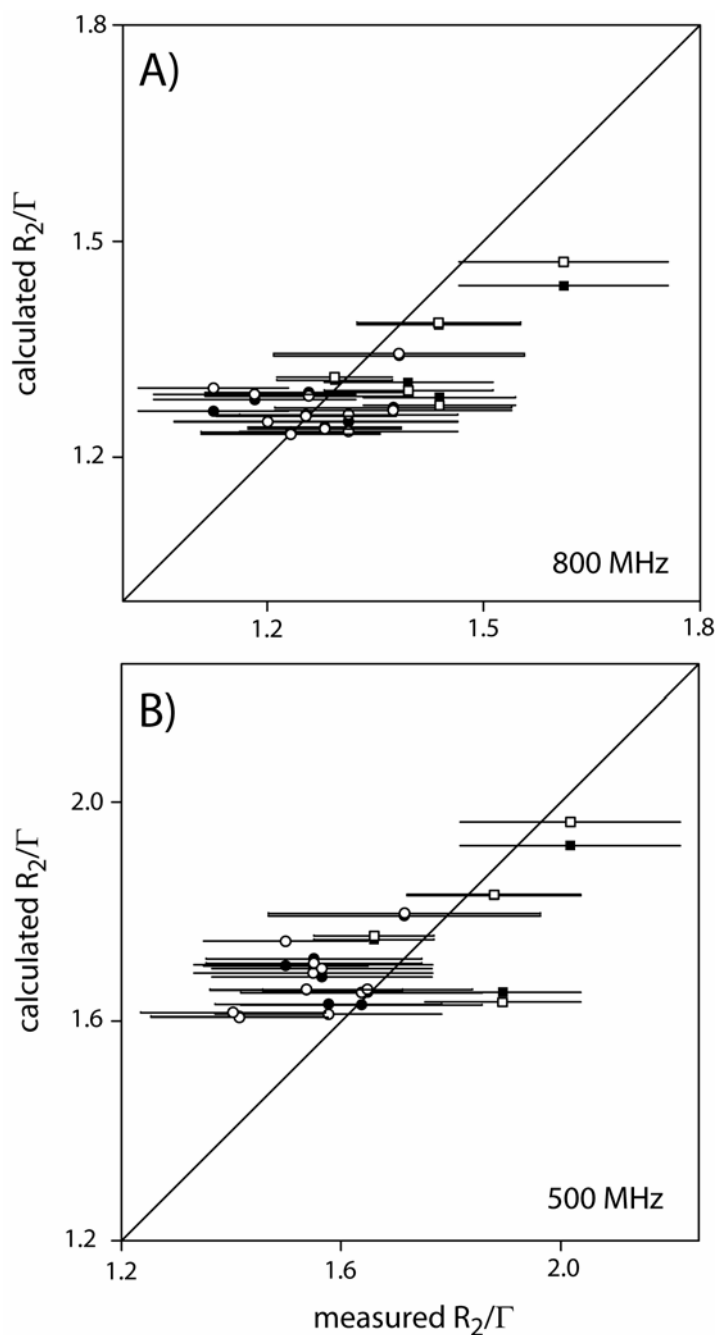 A)
1.8
1.5
1.2
calculated R₂/Γ
800 MHz
1.2
1.5
1.8
B)
2.0
1.6
1.2
calculated R₂/Γ
500 MHz
1.2
1.6
2.0
measured R₂/Γ